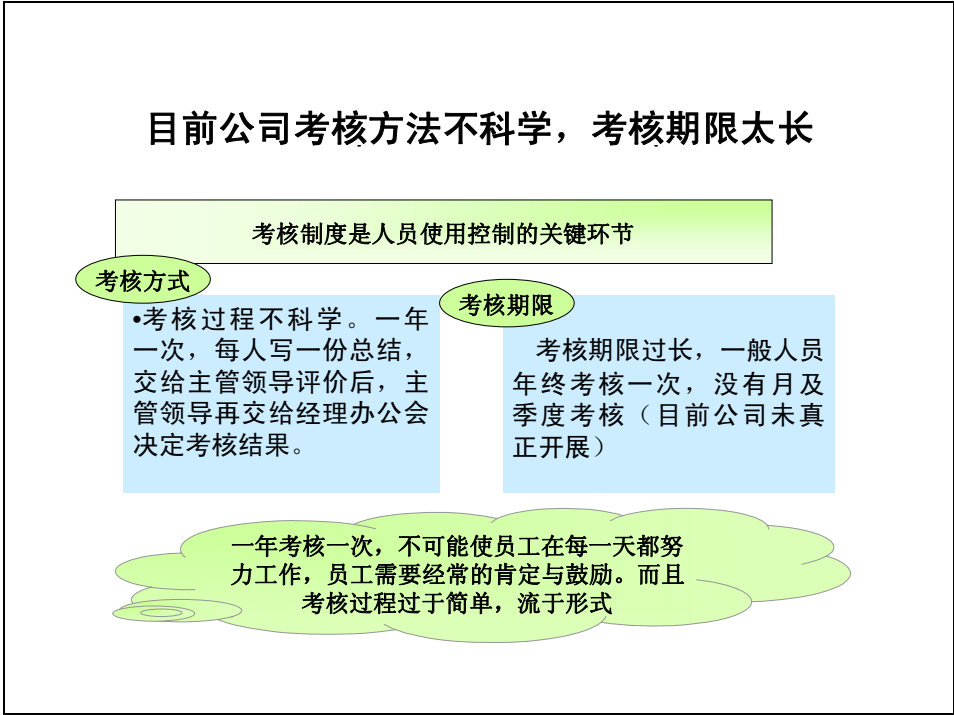 目前公司考核方法不科学，考核期限太长
考核制度是人员使用控制的关键环节
考核方式
•考核过程不科学。一年
一次，每人写一份总结，
交给主管领导评价后，主
管领导再交给经理办公会
决定考核结果。
考核期限
考核期限过长，一般人员
年终考核一次，没有月及
季度考核（目前公司未真
正开展）
一年考核一次，不可能使员工在每一天都努
力工作，员工需要经常的肯定与鼓励。而且
考核过程过于简单，流于形式